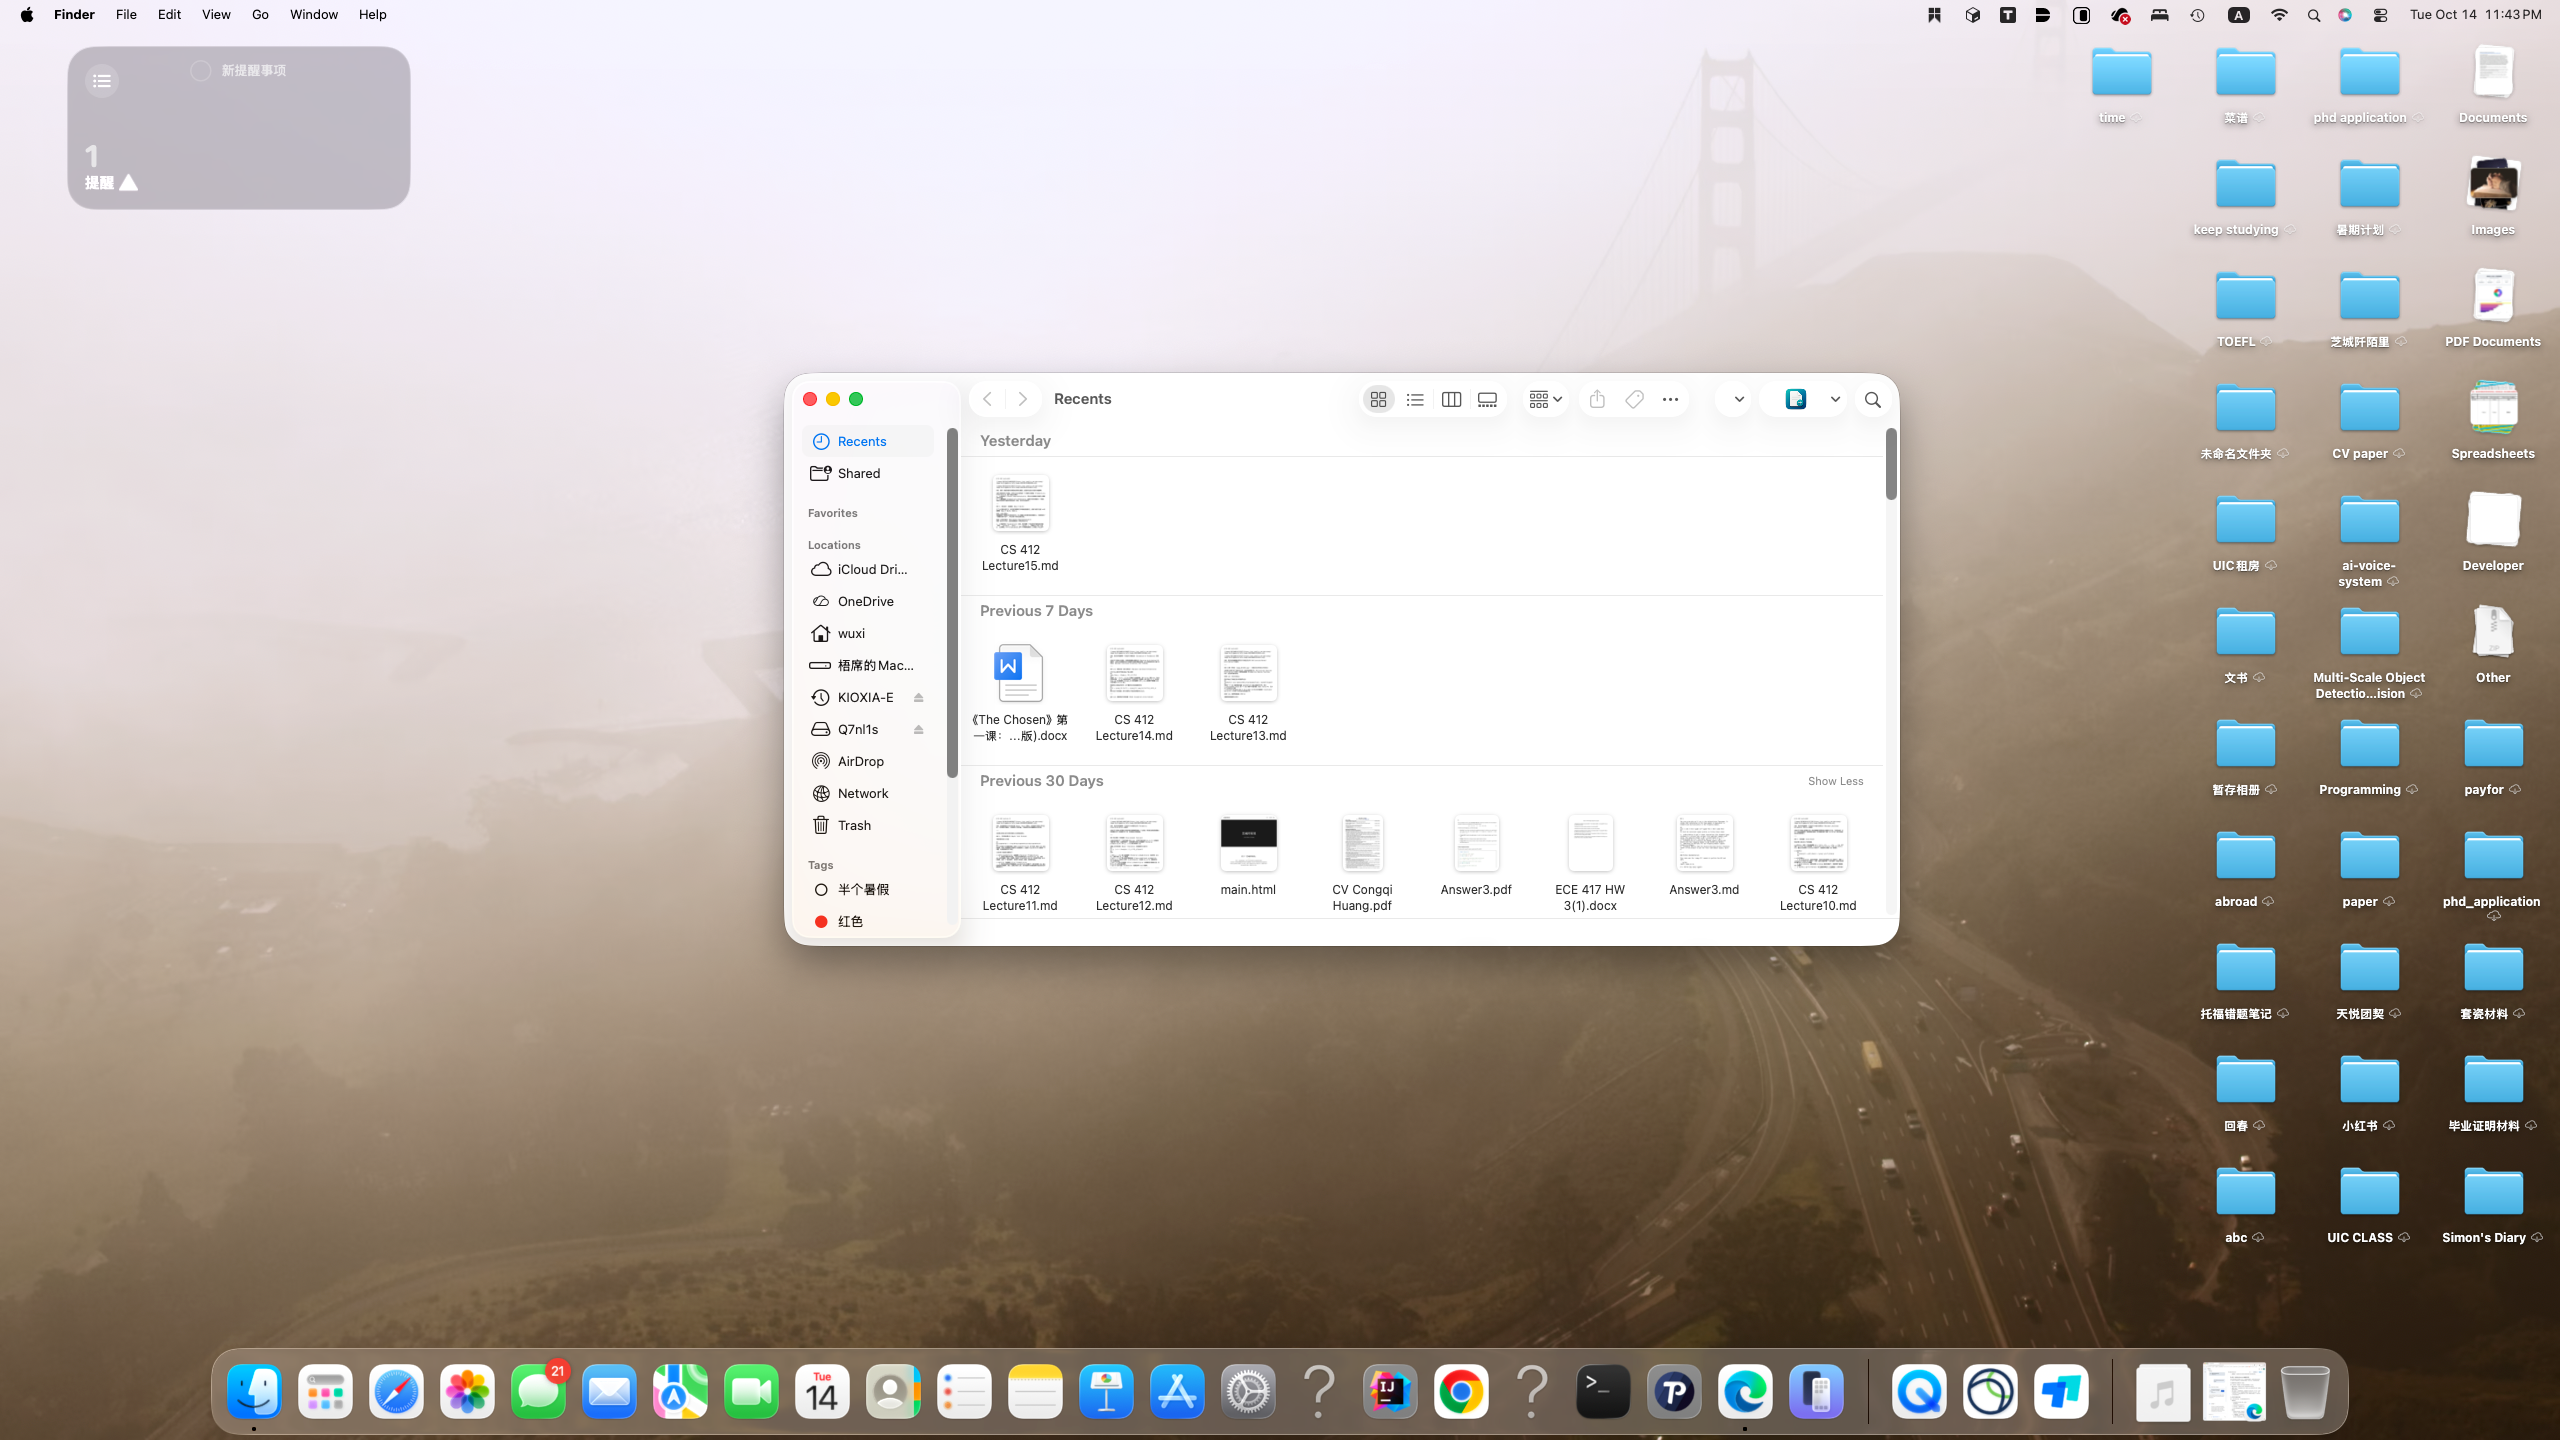 Finder File Edit View Go Window Help
A Tue Oct 14 11:43 PM
新提醒事项
1
提醒
time
菜谱
phd application
Documents
keep studying
暑期计划
Images
TOEFL
芝城阡陌里
PDF Documents
未命名文件夹
CV paper
Spreadsheets
UIC租房
ai-voice-
system
Developer
文书
Multi-Scale Object
Detectio...ision
Other
ZIP
暂存相册
Programming
payfor
abroad
paper
phd_application
托福错题笔记
天悦团契
套瓷材料
回春
小红书
毕业证明材料
abc
UIC CLASS
Simon's Diary
Recents
Recents
Shared
Favorites
Locations
iCloud Dri...
OneDrive
wuxi
梧席的Mac...
KIOXIA-E
Q7nl1s
AirDrop
Network
Trash
Tags
半个暑假
红色
Yesterday
CS 412
Lecture15.md
Previous 7 Days
W
《The Chosen》第
一课：...版).docx
CS 412
Lecture14.md
CS 412
Lecture13.md
Previous 30 Days
Show Less
CS 412
Lecture11.md
CS 412
Lecture12.md
main.html
CV Congqi
Huang.pdf
Answer3.pdf
ECE 417 HW
3(1).docx
Answer3.md
CS 412
Lecture10.md
21
Tue
14
IJ
>_